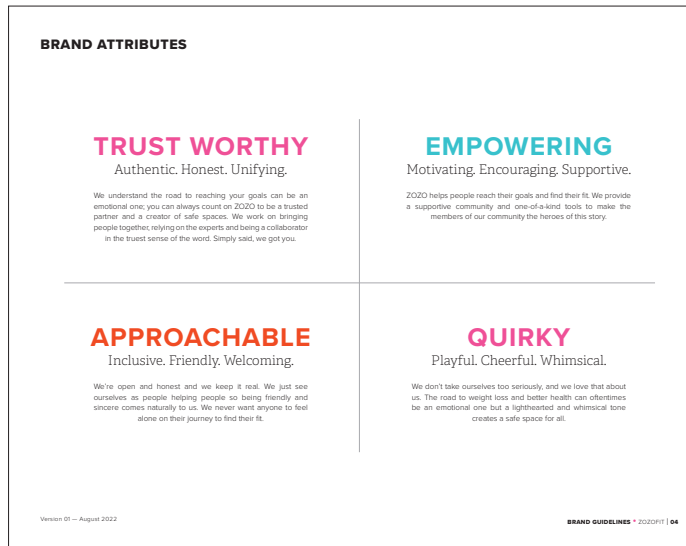 BRAND ATTRIBUTES
TRUST WORTHY
Authentic. Honest. Unifying.
We understand the road to reaching your goals can be an
emotional one; you can always count on ZOZO to be a trusted
partner and a creator of safe spaces. We work on bringing
people together, relying on the experts and being a collaborator
in the truest sense of the word. Simply said, we got you.
EMPOWERING
Motivating. Encouraging. Supportive.
ZOZO helps people reach their goals and find their fit. We provide
a supportive community and one-of-a-kind tools to make the
members of our community the heroes of this story.
APPROACHABLE
Inclusive. Friendly. Welcoming.
We're open and honest and we keep it real. We just see
ourselves as people helping people so being friendly and
sincere comes naturally to us. We never want anyone to feel
alone on their journey to find their fit.
QUIRKY
Playful. Cheerful. Whimsical.
We don't take ourselves too seriously, and we love that about
us. The road to weight loss and better health can oftentimes
be an emotional one but a lighthearted and whimsical tone
creates a safe space for all.
Version 01 — August 2022
BRAND GUIDELINES * ZOZOFIT | 04